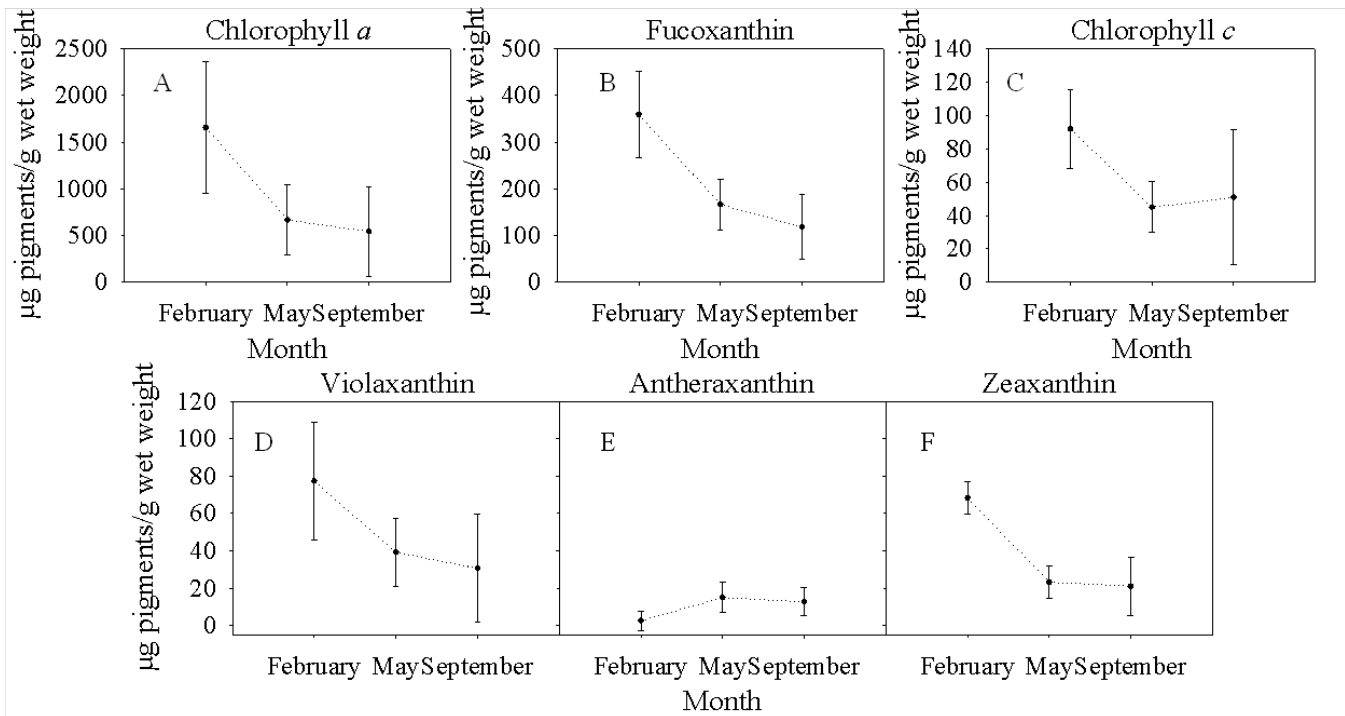 Chlorophyll a
Fucoxanthin
Chlorophyll c
µg pigments/g wet weight
2500
2000
1500
1000
500
0
A
February MaySeptember
Month
µg pigments/g wet weight
500
400
300
200
100
0
B
February MaySeptember
Month
µg pigments/g wet weight
140
120
100
80
60
40
20
0
C
February MaySeptember
Month
Violaxanthin
Antheraxanthin
Zeaxanthin
µg pigments/g wet weight
120
100
80
60
40
20
0
D
E
F
February MaySeptember
February MaySeptember
February MaySeptember
Month